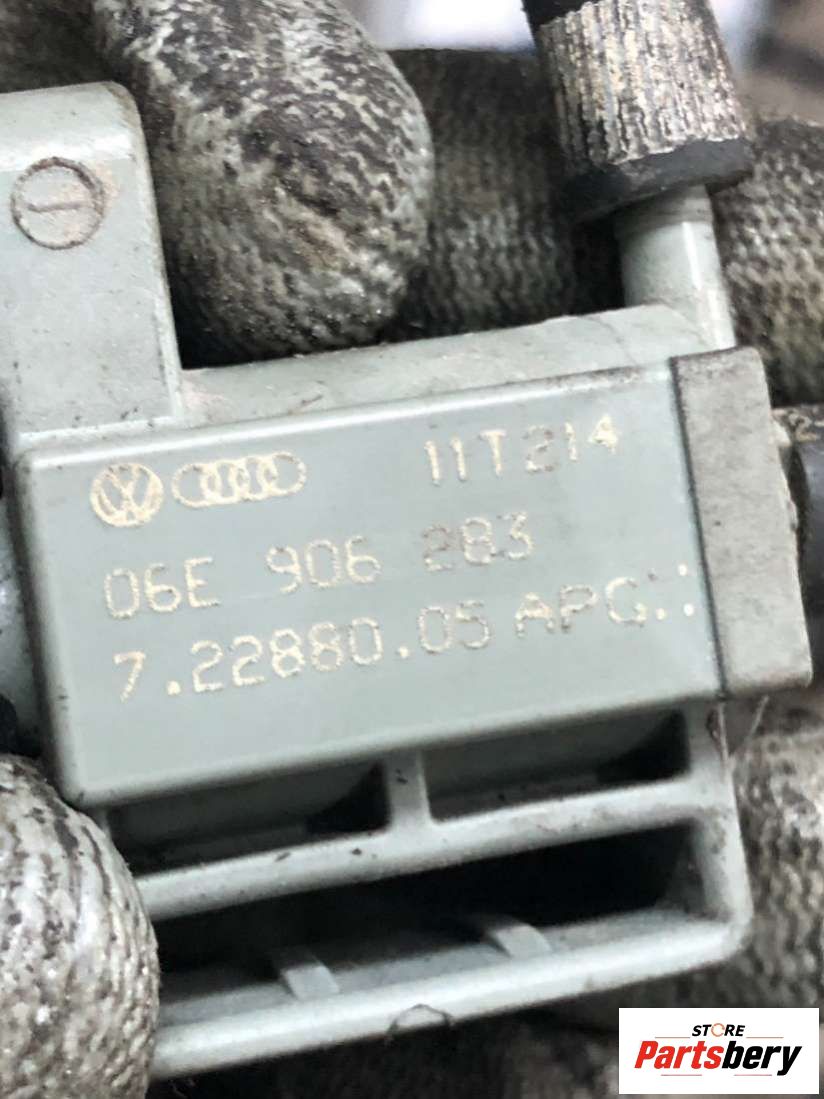 11T214
06E 906 283
7.22880.05 APG
STORE
Partsbery